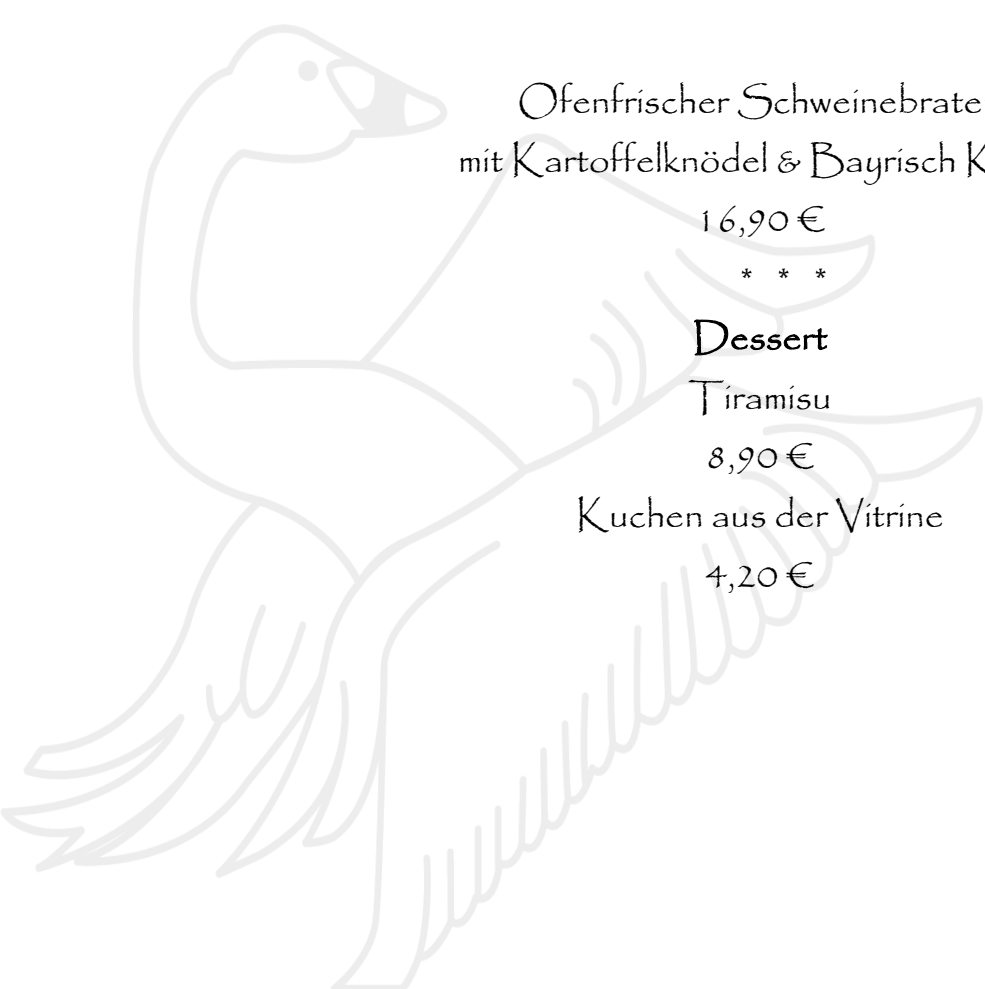 Ofenfrischer Schweinebrate
mit Kartoffelknödel & Bayrisch K
16,90 €
* * *
Dessert
Tiramisu
8,90 €
Kuchen aus der Vitrine
4,20 €